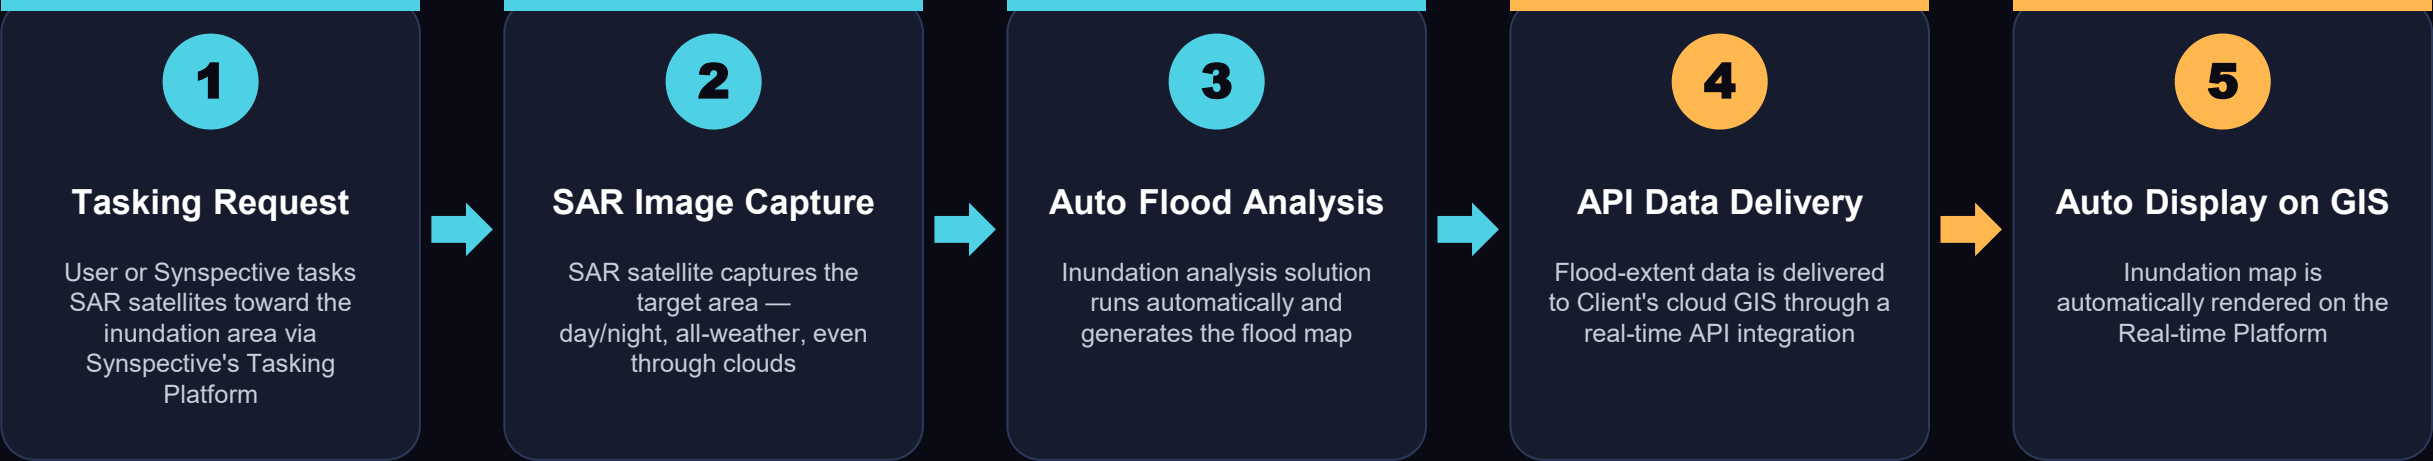 1
Tasking Request
User or Synspective tasks
SAR satellites toward the
inundation area via
Synspective's Tasking
Platform
2
SAR Image Capture
SAR satellite captures the
target area —
day/night, all-weather, even
through clouds
3
Auto Flood Analysis
Inundation analysis solution
runs automatically and
generates the flood map
4
API Data Delivery
Flood-extent data is delivered
to Client's cloud GIS through a
real-time API integration
5
Auto Display on GIS
Inundation map is
automatically rendered on the
Real-time Platform